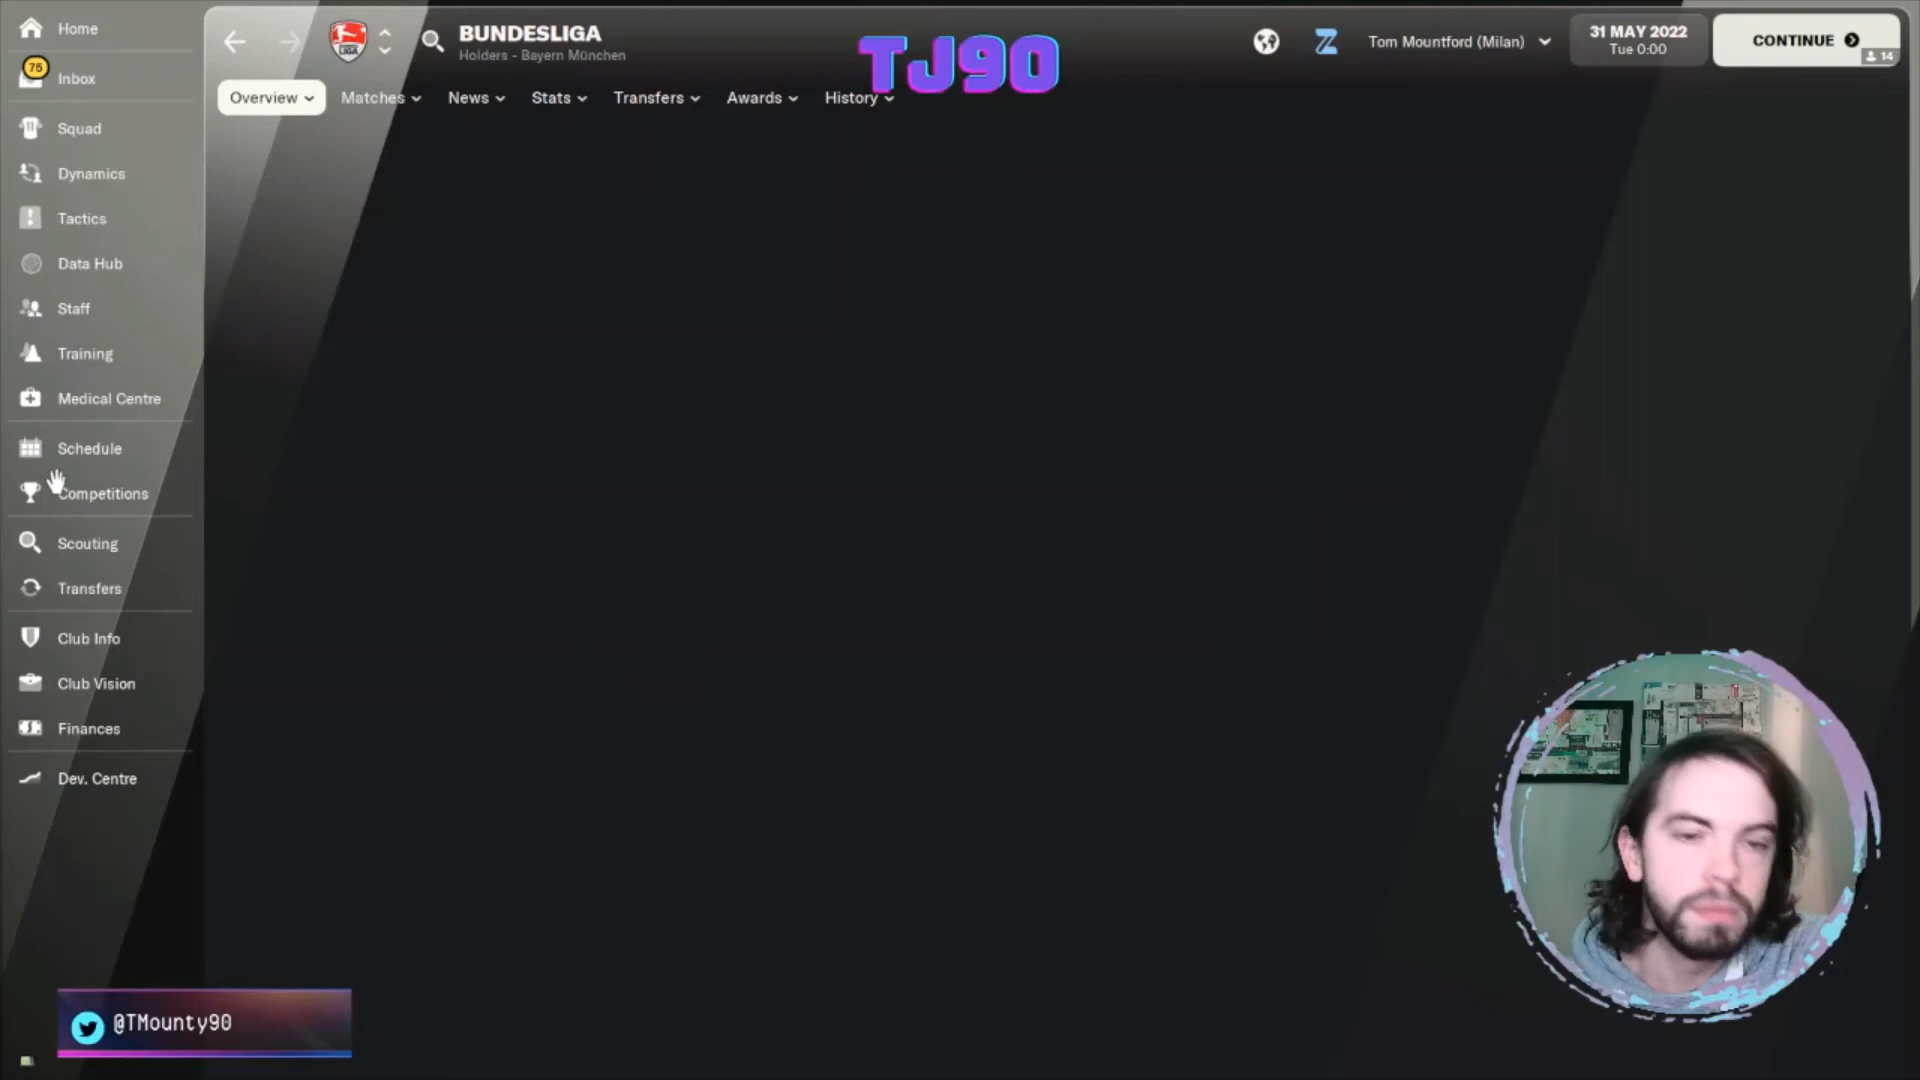 Home
75
Inbox
Squad
Dynamics
Tactics
Data Hub
Staff
Training
Medical Centre
Schedule
Competitions
Scouting
Transfers
Club Info
Club Vision
Finances
Dev. Centre
BUNDESLIGA
Holders - Bayern München
TJ90
Tom Mountford (Milan)
31 MAY 2022
Tue 0:00
CONTINUE
14
Overview Matches News Stats Transfers Awards History
@TMounty90